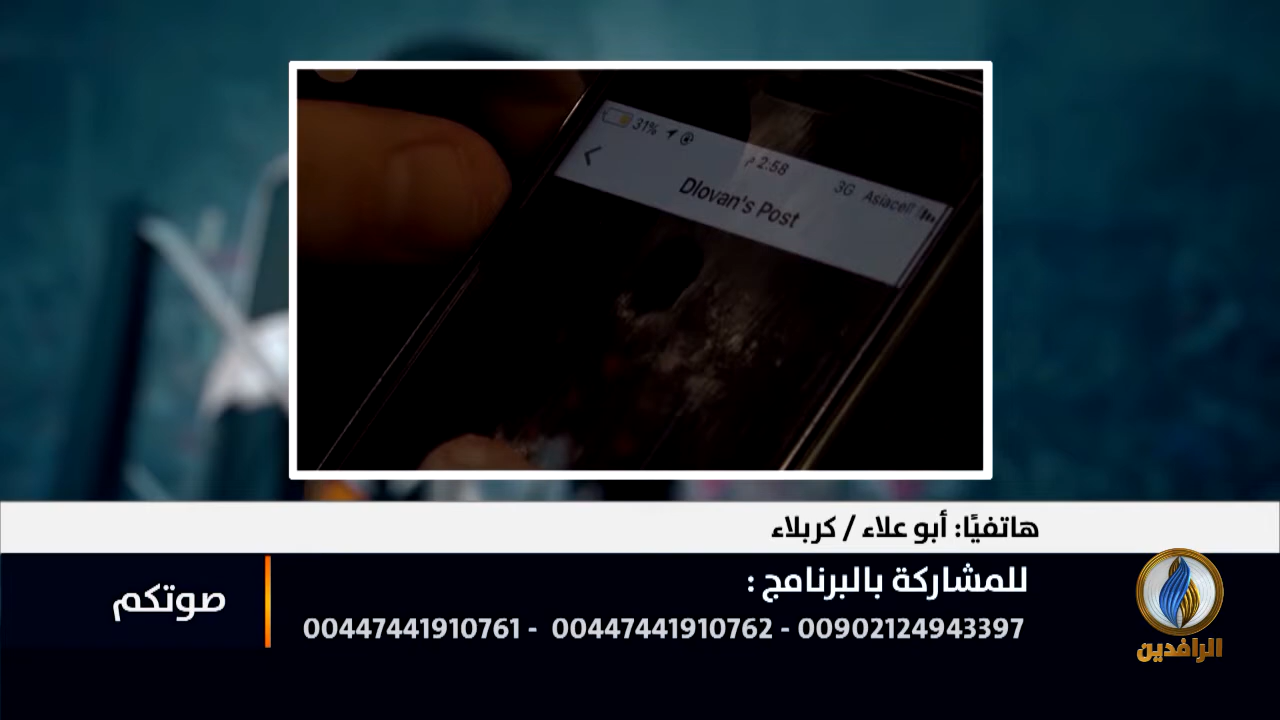 31%
م 2:58
3G Asiacell
Dlovan's Post
هاتفيًا: أبو علاء / كربلاء
للمشاركة بالبرنامج :
00447441910761 - 00447441910762 - 00902124943397
صوتكم
الرافدين